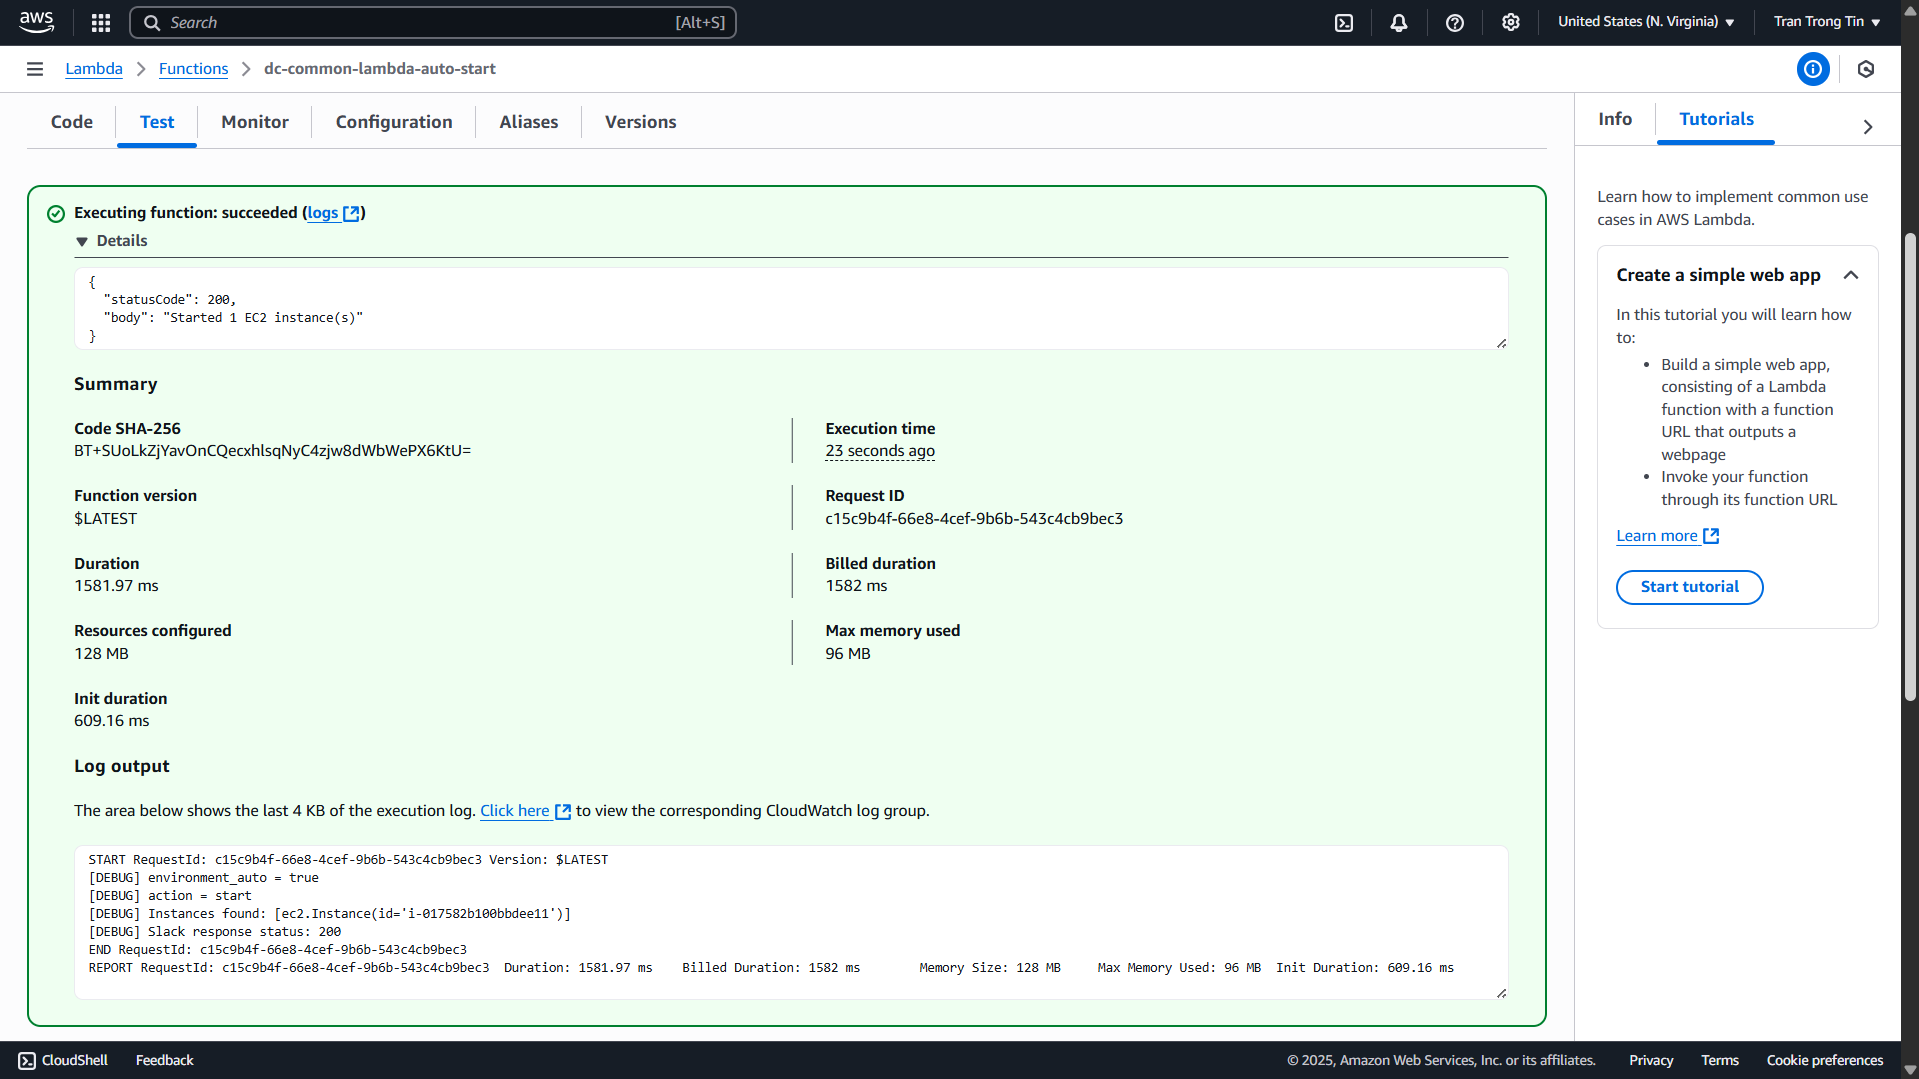 aws
Search [Alt+S]
United States (N. Virginia)
Tran Trong Tin
Lambda
Functions
dc-common-lambda-auto-start
Code
Test
Monitor
Configuration
Aliases
Versions
Executing function: succeeded (logs)
Details
{
"statusCode": 200,
"body": "Started 1 EC2 instance(s)"
}
Summary
Code SHA-256
BT+SUoLkZjYavOnCQecxhlsqNyC4zjw8dWbWePX6KtU=
Execution time
23 seconds ago
Function version
$LATEST
Request ID
c15c9b4f-66e8-4cef-9b6b-543c4cb9bec3
Duration
1581.97 ms
Billed duration
1582 ms
Resources configured
128 MB
Max memory used
96 MB
Init duration
609.16 ms
Log output
The area below shows the last 4 KB of the execution log. Click here to view the corresponding CloudWatch log group.
START RequestId: c15c9b4f-66e8-4cef-9b6b-543c4cb9bec3 Version: $LATEST
[DEBUG] environment_auto = true
[DEBUG] action = start
[DEBUG] Instances found: [ec2.Instance(id='i-017582b100bbdee11')]
[DEBUG] Slack response status: 200
END RequestId: c15c9b4f-66e8-4cef-9b6b-543c4cb9bec3
REPORT RequestId: c15c9b4f-66e8-4cef-9b6b-543c4cb9bec3 Duration: 1581.97 ms Billed Duration: 1582 ms Memory Size: 128 MB Max Memory Used: 96 MB Init Duration: 609.16 ms
Info
Tutorials
Learn how to implement common use
cases in AWS Lambda.
Create a simple web app
In this tutorial you will learn how
to:
• Build a simple web app,
consisting of a Lambda
function with a function
URL that outputs a
webpage
• Invoke your function
through its function URL
Learn more
Start tutorial
CloudShell
Feedback
© 2025, Amazon Web Services, Inc. or its affiliates.
Privacy
Terms
Cookie preferences